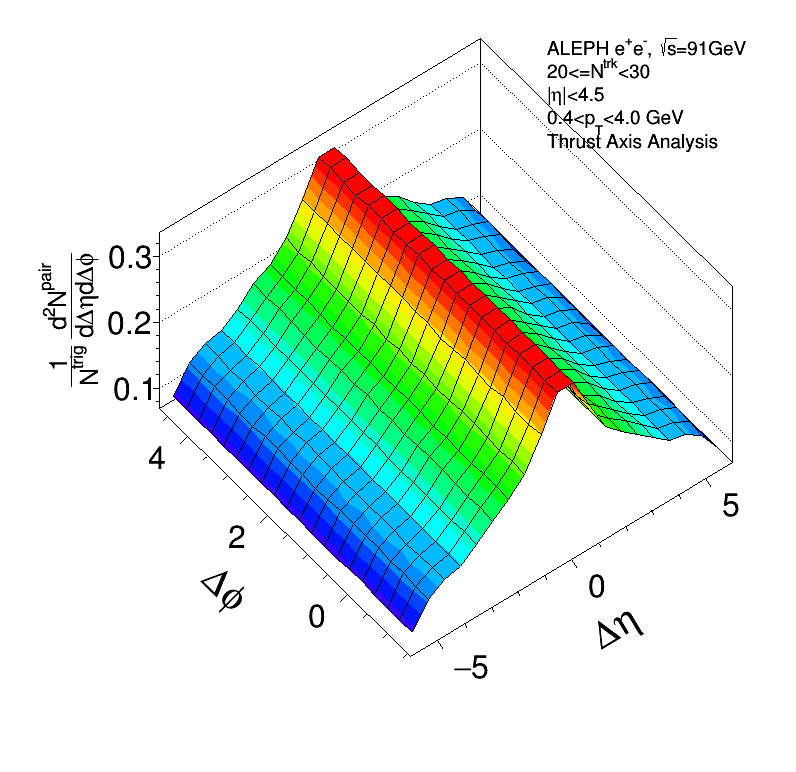 ALEPH e⁺e⁻, √s=91GeV
20<=Nᵗʳᵏ<30
|η|<4.5
0.4<p_T<4.0 GeV
Thrust Axis Analysis
1/N^trig d²N^pair/dΔηdΔφ
0.3
0.2
0.1
4
2
0
Δφ
−5
0
5
Δη